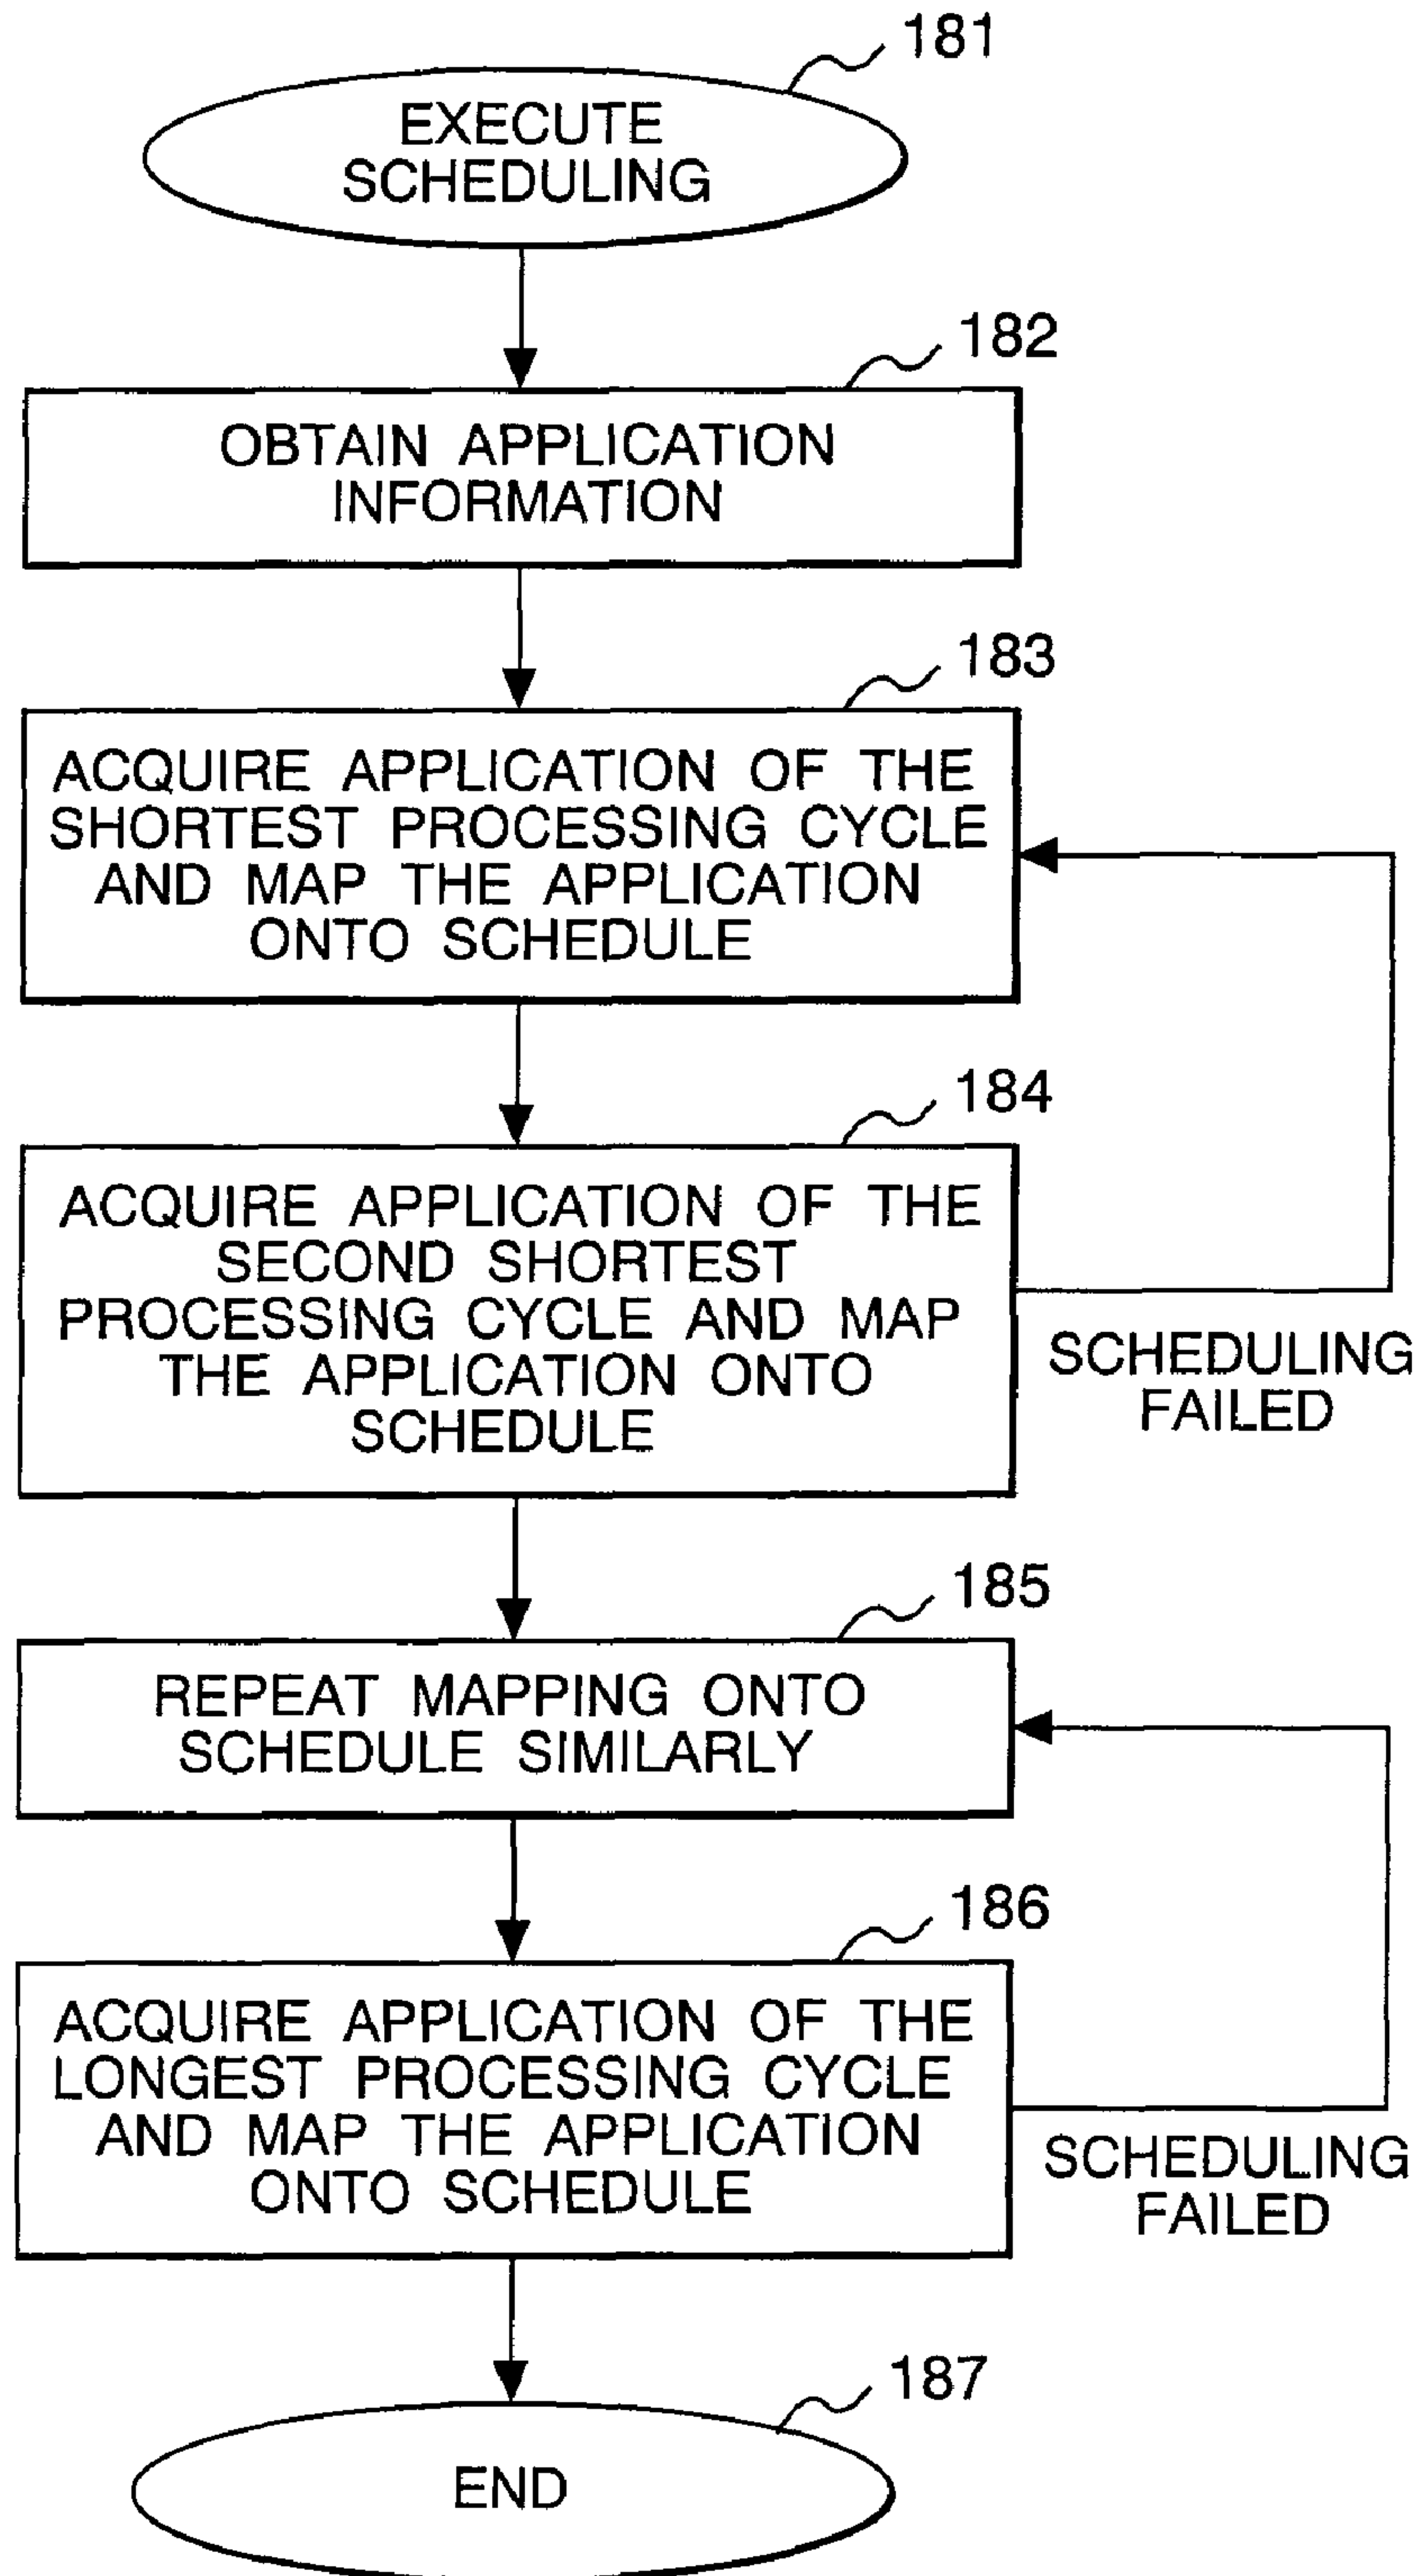 181
EXECUTE
SCHEDULING
182
OBTAIN APPLICATION
INFORMATION
183
ACQUIRE APPLICATION OF THE
SHORTEST PROCESSING CYCLE
AND MAP THE APPLICATION
ONTO SCHEDULE
184
ACQUIRE APPLICATION OF THE
SECOND SHORTEST
PROCESSING CYCLE AND MAP
THE APPLICATION ONTO
SCHEDULE
SCHEDULING
FAILED
185
REPEAT MAPPING ONTO
SCHEDULE SIMILARLY
186
ACQUIRE APPLICATION OF THE
LONGEST PROCESSING CYCLE
AND MAP THE APPLICATION
ONTO SCHEDULE
SCHEDULING
FAILED
187
END